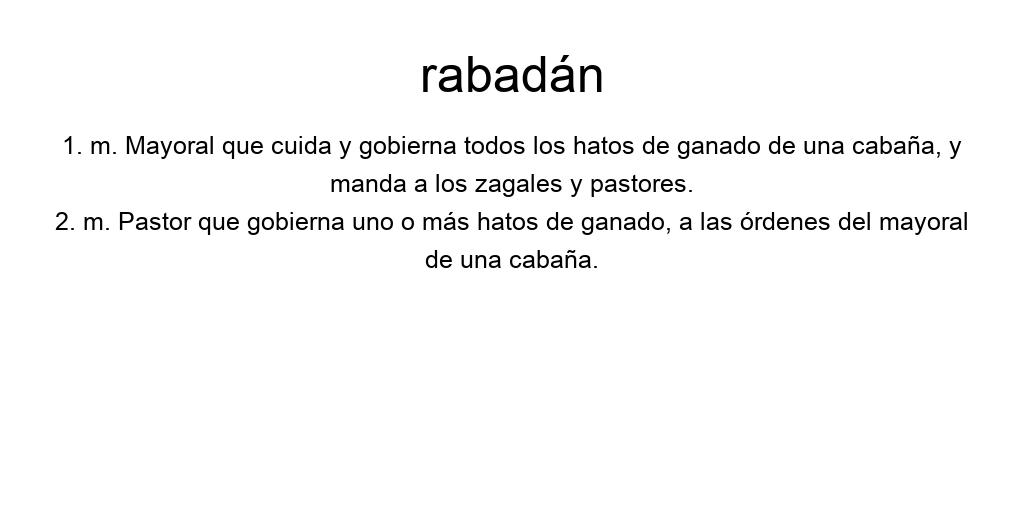 rabadán
1. m. Mayoral que cuida y gobierna todos los hatos de ganado de una cabaña, y
manda a los zagales y pastores.
2. m. Pastor que gobierna uno o más hatos de ganado, a las órdenes del mayoral
de una cabaña.